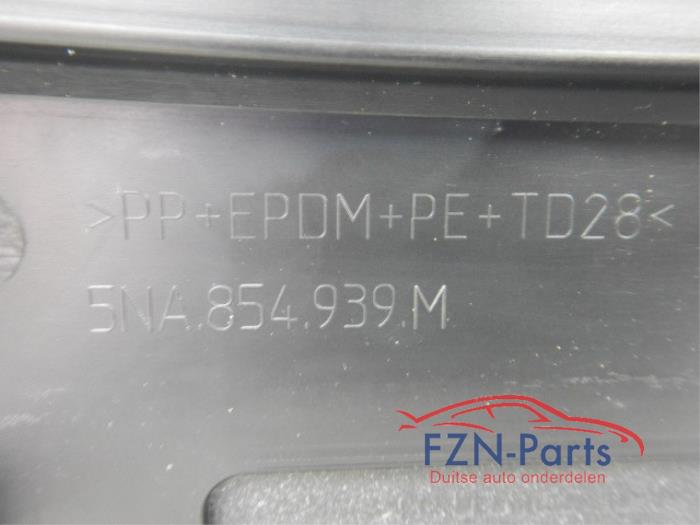 >PP+EPDM+PE+TD28<
5NA.854.939.M
FZN-Parts
Duitse auto onderdelen